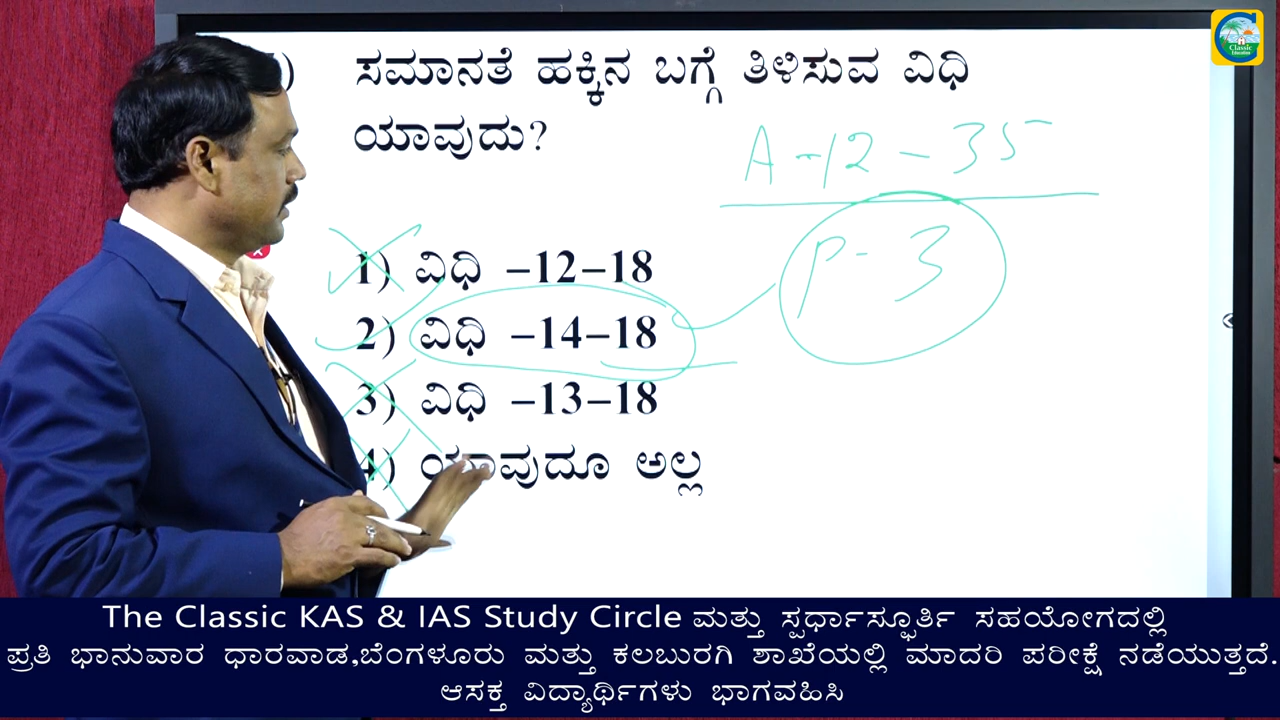 Classic
Education
ಸಮಾನತೆ ಹಕ್ಕಿನ ಬಗ್ಗೆ ತಿಳಿಸುವ ವಿಧಿ
ಯಾವುದು?
A - 12 - 35
P - 3
1) ವಿಧಿ –12–18
2) ವಿಧಿ –14–18
3) ವಿಧಿ –13–18
4) ಯಾವುದೂ ಅಲ್ಲ
The Classic KAS & IAS Study Circle ಮತ್ತು ಸ್ಪರ್ಧಾಸ್ಫೂರ್ತಿ ಸಹಯೋಗದಲ್ಲಿ
ಪ್ರತಿ ಭಾನುವಾರ ಧಾರವಾಡ,ಬೆಂಗಳೂರು ಮತ್ತು ಕಲಬುರಗಿ ಶಾಖೆಯಲ್ಲಿ ಮಾದರಿ ಪರೀಕ್ಷೆ ನಡೆಯುತ್ತದೆ.
ಆಸಕ್ತ ವಿದ್ಯಾರ್ಥಿಗಳು ಭಾಗವಹಿಸಿ